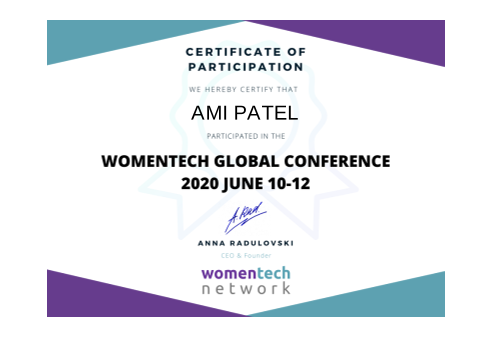 CERTIFICATE OF
PARTICIPATION
WE HEREBY CERTIFY THAT
AMI PATEL
PARTICIPATED IN THE
WOMENTECH GLOBAL CONFERENCE
2020 JUNE 10-12
A. Rad
ANNA RADULOVSKI
CEO & Founder
womentech
network